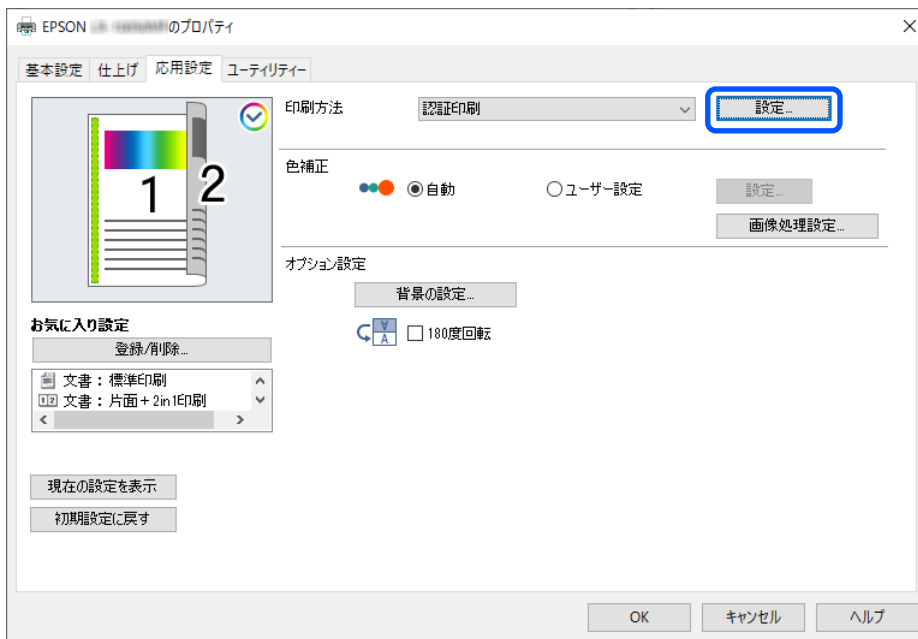 EPSON のプロパティ
基本設定 仕上げ 応用設定 ユーティリティー
1 2
印刷方法 認証印刷 設定...
色補正
自動 ユーザー設定 設定...
画像処理設定...
オプション設定
背景の設定...
A
A 180度回転
お気に入り設定
登録/削除...
文書:標準印刷
12 文書:片面+2in1印刷
現在の設定を表示
初期設定に戻す
OK キャンセル ヘルプ